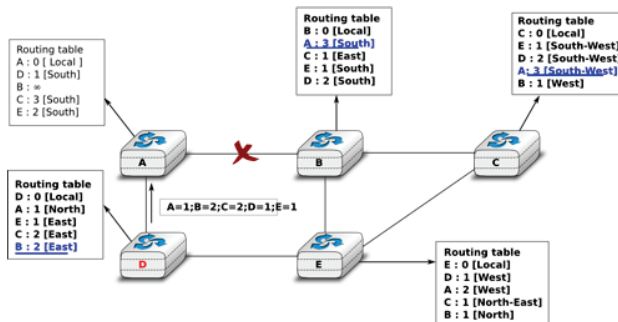 Routing table
A : 0 [ Local ]
D : 1 [South]
B : ∞
C : 3 [South]
E : 2 [South]
Routing table
B : 0 [Local]
A : 3 [South]
C : 1 [East]
E : 1 [South]
D : 2 [South]
Routing table
C : 0 [Local]
E : 1 [South-West]
D : 2 [South-West]
A: 3 [South-West]
B : 1 [West]
A
B
C
Routing table
D : 0 [Local]
A : 1 [North]
E : 1 [East]
C : 2 [East]
B : 2 [East]
A=1;B=2;C=2;D=1;E=1
D
E
Routing table
E : 0 [Local]
D : 1 [West]
A : 2 [West]
C : 1 [North-East]
B : 1 [North]